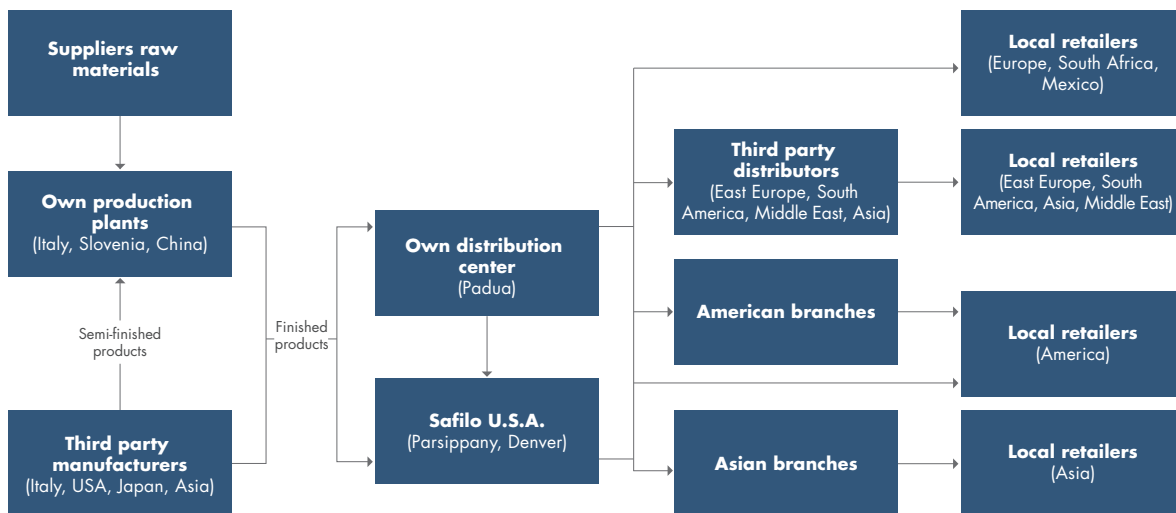 Suppliers raw
materials
Own production
plants
(Italy, Slovenia, China)
Semi-finished
products
Third party
manufacturers
(Italy, USA, Japan, Asia)
Finished
products
Own distribution
center
(Padua)
Safilo U.S.A.
(Parsippany, Denver)
Third party
distributors
(East Europe, South
America, Middle East, Asia)
American branches
Asian branches
Local retailers
(Europe, South Africa,
Mexico)
Local retailers
(East Europe, South
America, Asia, Middle East)
Local retailers
(America)
Local retailers
(Asia)